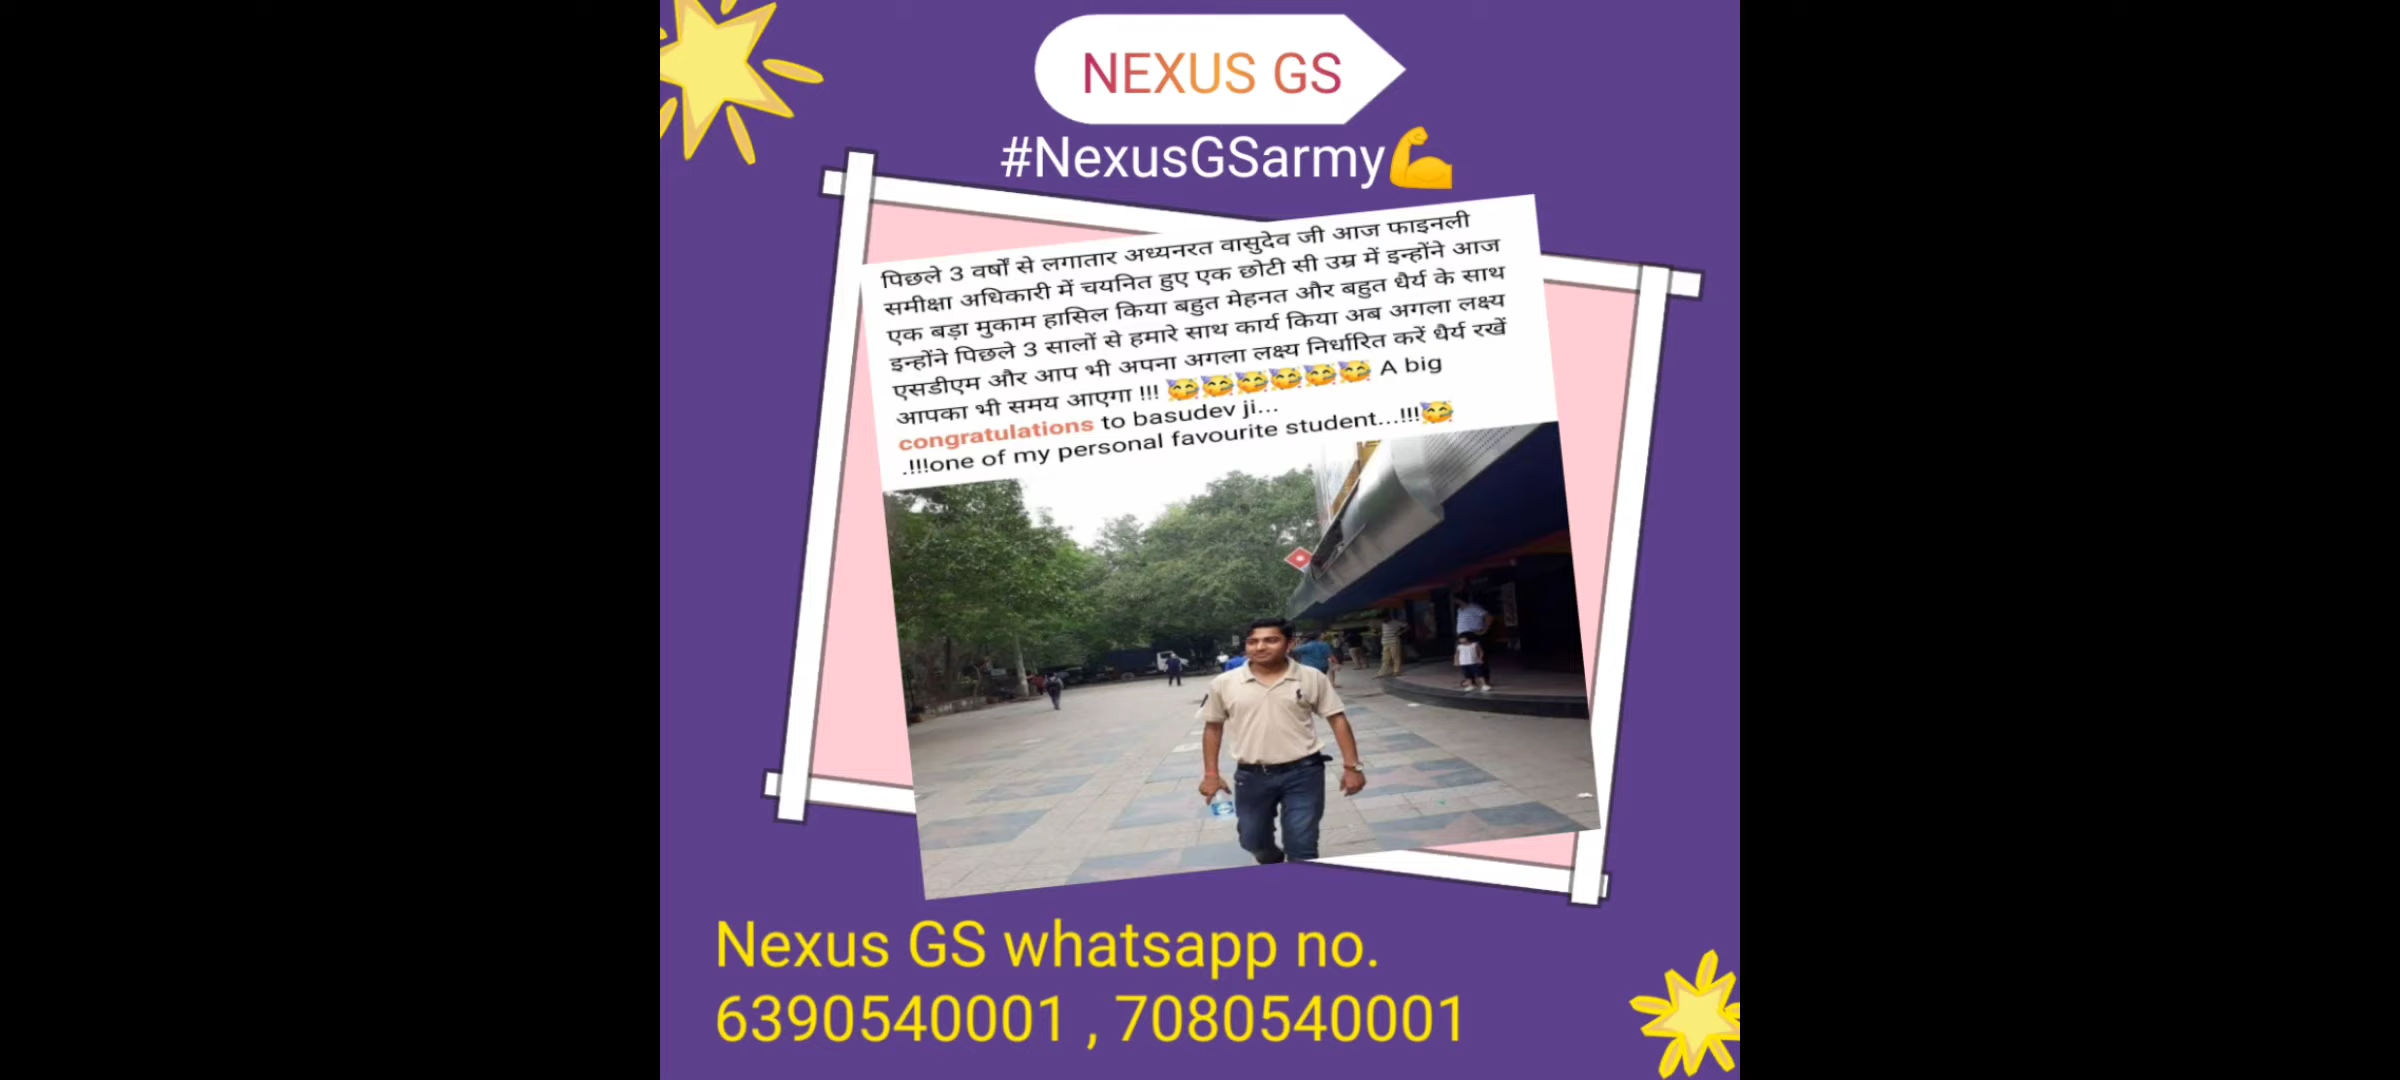 NEXUS GS
#NexusGSarmy💪
पिछले 3 वर्षों से लगातार अध्यनरत वासुदेव जी आज फाइनली
समीक्षा अधिकारी में चयनित हुए एक छोटी सी उम्र में इन्होंने आज
एक बड़ा मुकाम हासिल किया बहुत मेहनत और बहुत धैर्य के साथ
इन्होंने पिछले 3 सालों से हमारे साथ कार्य किया अब अगला लक्ष्य
एसडीएम और आप भी अपना अगला लक्ष्य निर्धारित करें धैर्य रखें
आपका भी समय आएगा !!! 🥳🥳🥳🥳🥳🥳 A big
congratulations to basudev ji...
.!!!one of my personal favourite student...!!!🥳
Nexus GS whatsapp no.
6390540001 , 7080540001